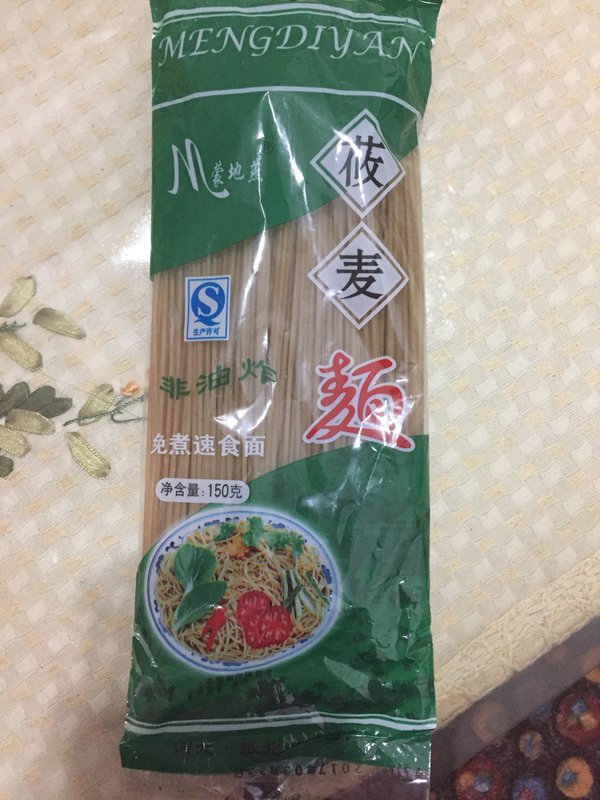 MENGDIYAN
M蒙地燕®
莜
麦
麵
生产许可
非油炸
免煮速食面
净含量:150克